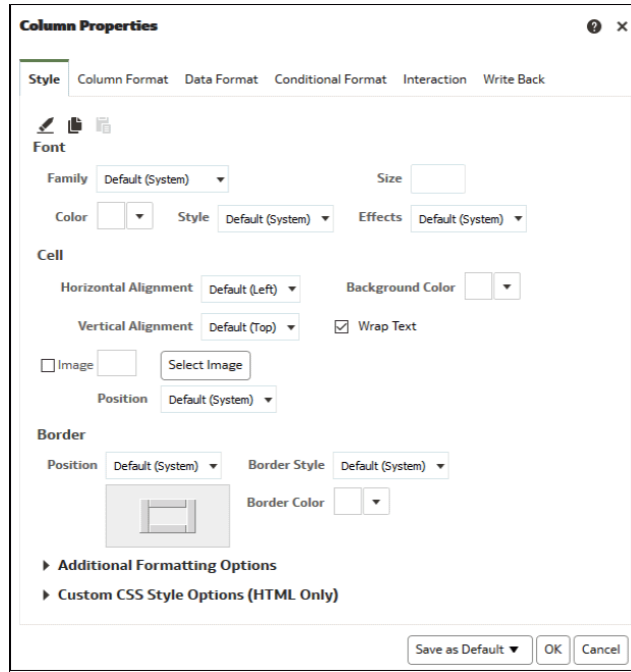 Column Properties
Style Column Format Data Format Conditional Format Interaction Write Back
Font
Family Default (System) Size
Color Style Default (System) Effects Default (System)
Cell
Horizontal Alignment Default (Left) Background Color
Vertical Alignment Default (Top) Wrap Text
Image Select Image
Position Default (System)
Border
Position Default (System) Border Style Default (System)
Border Color
Additional Formatting Options
Custom CSS Style Options (HTML Only)
Save as Default OK Cancel